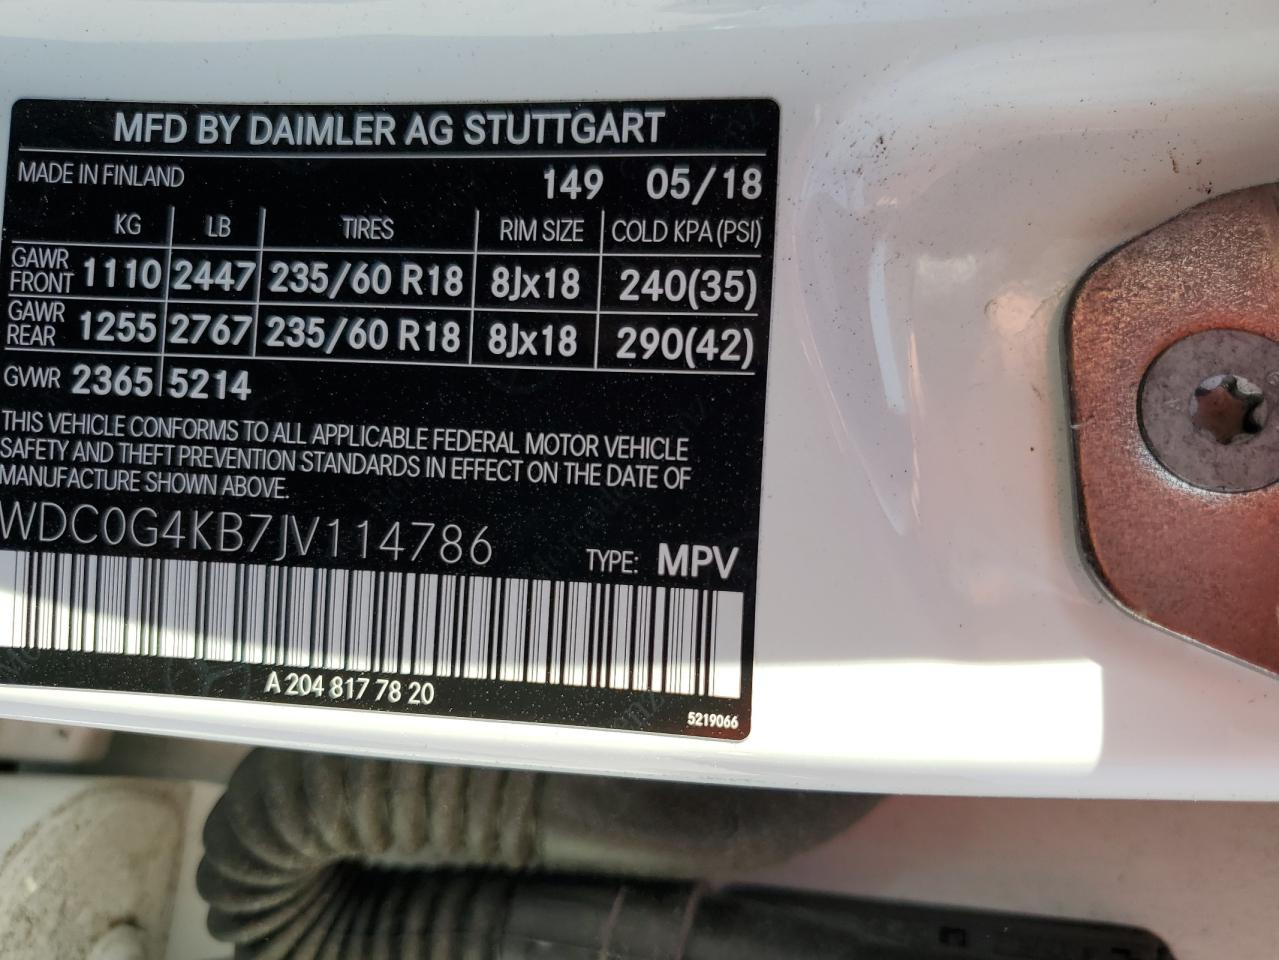 MFD BY DAIMLER AG STUTTGART
MADE IN FINLAND 149 05/18
KG LB TIRES RIM SIZE COLD KPA (PSI)
GAWR FRONT 1110 2447 235/60 R18 8Jx18 240(35)
GAWR REAR 1255 2767 235/60 R18 8Jx18 290(42)
GVWR 2365 5214
THIS VEHICLE CONFORMS TO ALL APPLICABLE FEDERAL MOTOR VEHICLE
SAFETY AND THEFT PREVENTION STANDARDS IN EFFECT ON THE DATE OF
MANUFACTURE SHOWN ABOVE.
WDC0G4KB7JV114786 TYPE: MPV
A 204 817 78 20
5219066